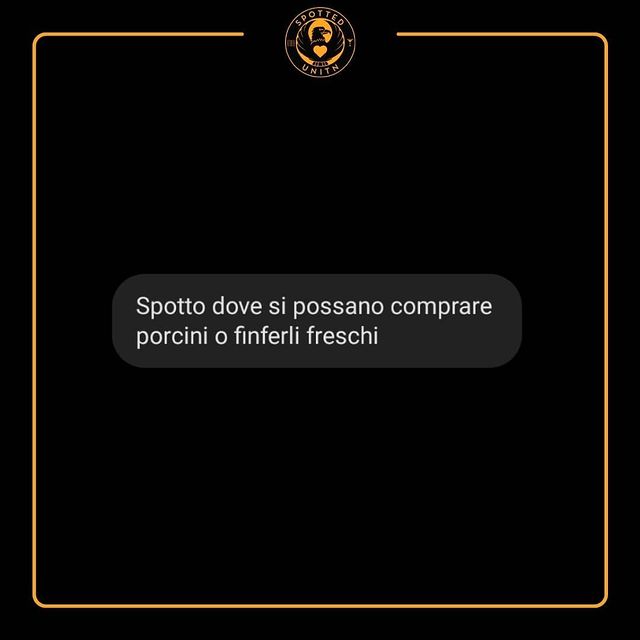 SPOTTED
UNITN
Spotto dove si possano comprare
porcini o finferli freschi